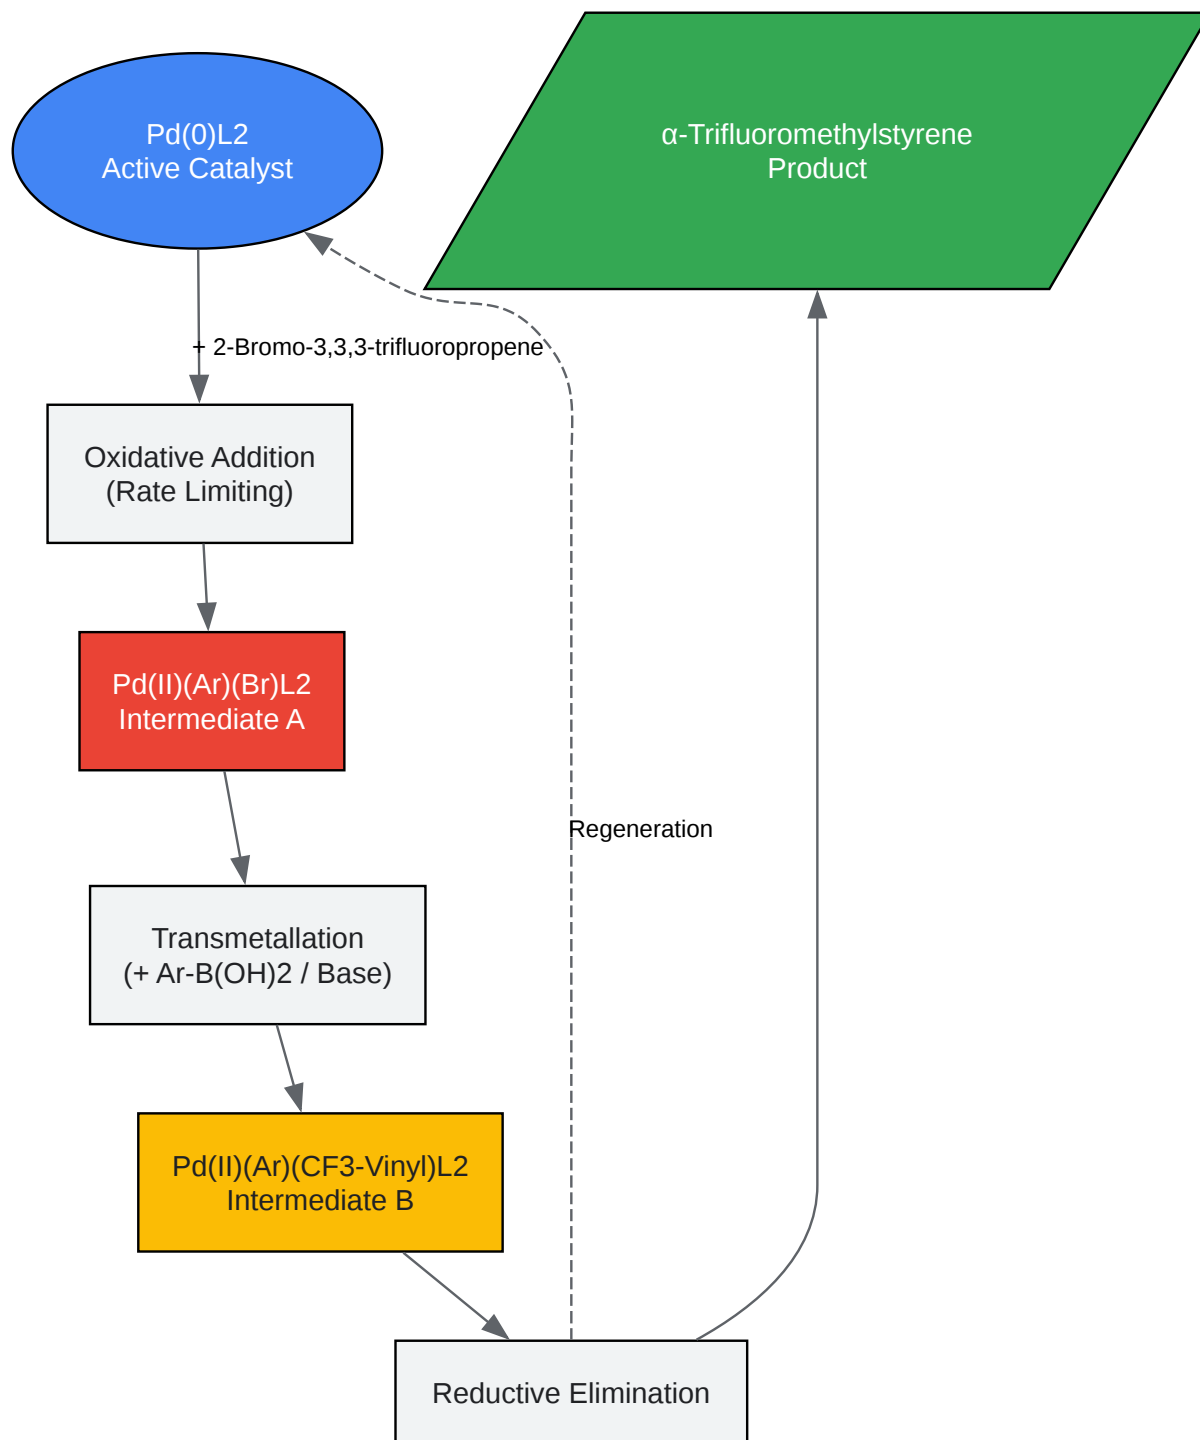 Pd(0)L2
Active Catalyst
α-Trifluoromethylstyrene
Product
+ 2-Bromo-3,3,3-trifluoropropene
Oxidative Addition
(Rate Limiting)
Pd(II)(Ar)(Br)L2
Intermediate A
Regeneration
Transmetallation
(+ Ar-B(OH)2 / Base)
Pd(II)(Ar)(CF3-Vinyl)L2
Intermediate B
Reductive Elimination